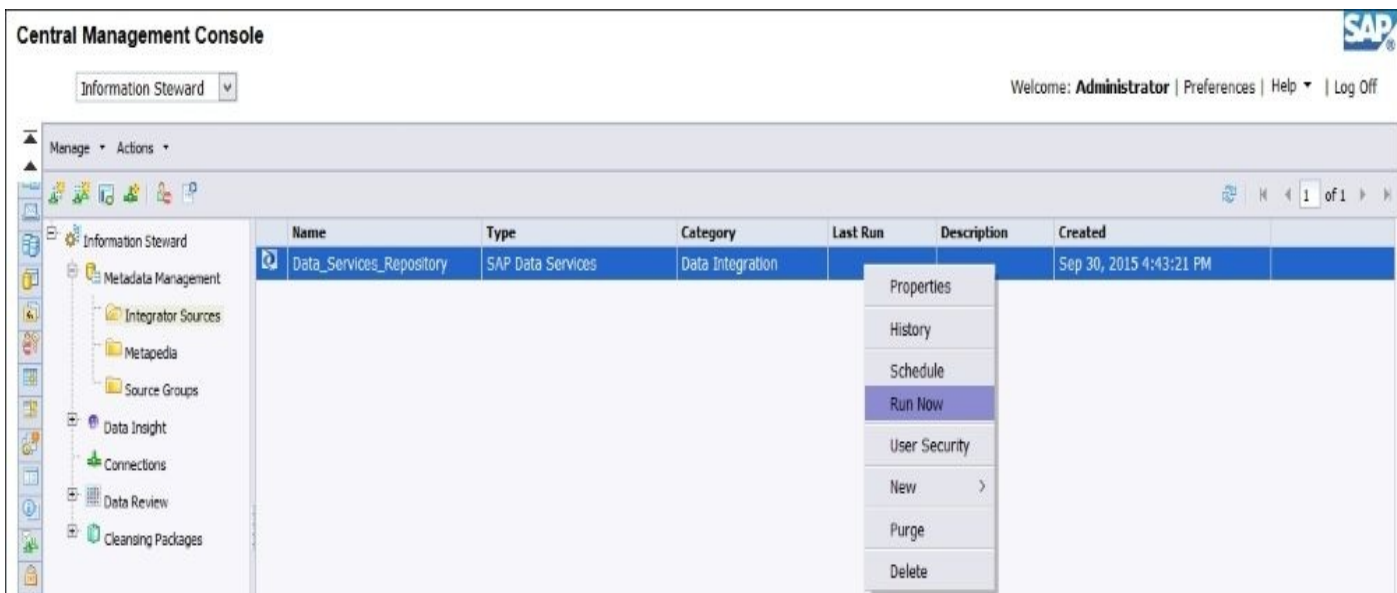 Central Management Console
SAP®
Information Steward
Welcome: Administrator | Preferences | Help | Log Off
Manage Actions
1 of 1
Information Steward
Metadata Management
Integrator Sources
Metapedia
Source Groups
Data Insight
Connections
Data Review
Cleansing Packages
Name Type Category Last Run Description Created
Data_Services_Repository SAP Data Services Data Integration Sep 30, 2015 4:43:21 PM
Properties
History
Schedule
Run Now
User Security
New
Purge
Delete